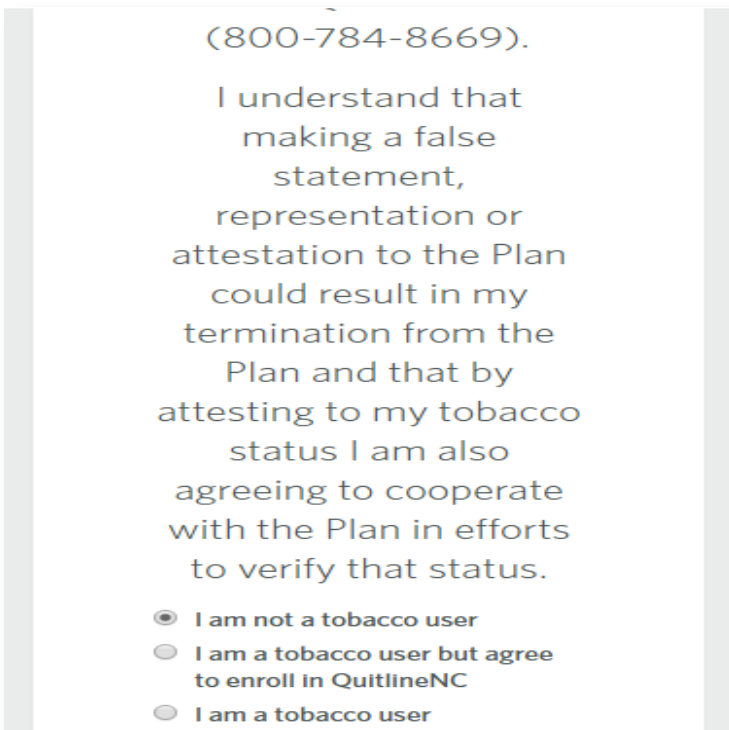 (800-784-8669).
I understand that
making a false
statement,
representation or
attestation to the Plan
could result in my
termination from the
Plan and that by
attesting to my tobacco
status I am also
agreeing to cooperate
with the Plan in efforts
to verify that status.
I am not a tobacco user
I am a tobacco user but agree
to enroll in QuitlineNC
I am a tobacco user